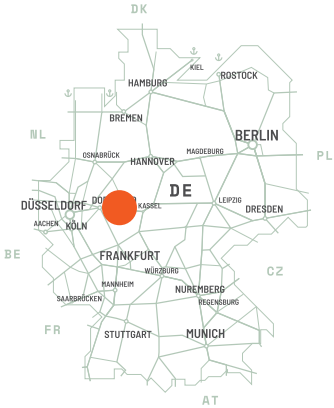 DK
KIEL
ROSTOCK
HAMBURG
BREMEN
NL
BERLIN
MAGDEBURG
PL
OSNABRÜCK
HANNOVER
DE
DÜSSELDORF
KASSEL
LEIPZIG
DRESDEN
AACHEN
KÖLN
BE
FRANKFURT
WÜRZBURG
CZ
MANNHEIM
NUREMBERG
SAARBRÜCKEN
REGENSBURG
FR
STUTTGART
MUNICH
AT